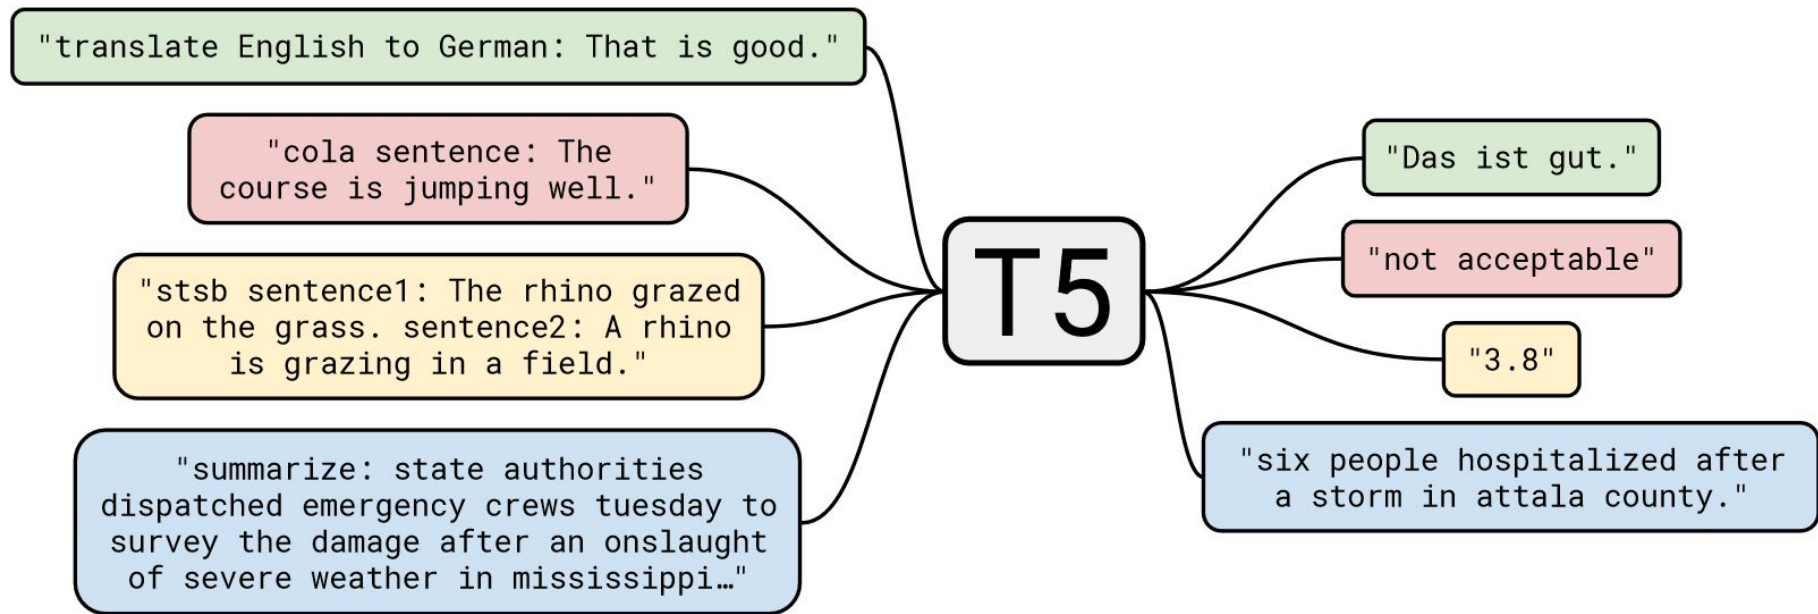 "translate English to German: That is good."
"cola sentence: The
course is jumping well."
"stsb sentence1: The rhino grazed
on the grass. sentence2: A rhino
is grazing in a field."
"summarize: state authorities
dispatched emergency crews tuesday to
survey the damage after an onslaught
of severe weather in mississippi…"
T5
"Das ist gut."
"not acceptable"
"3.8"
"six people hospitalized after
a storm in attala county."